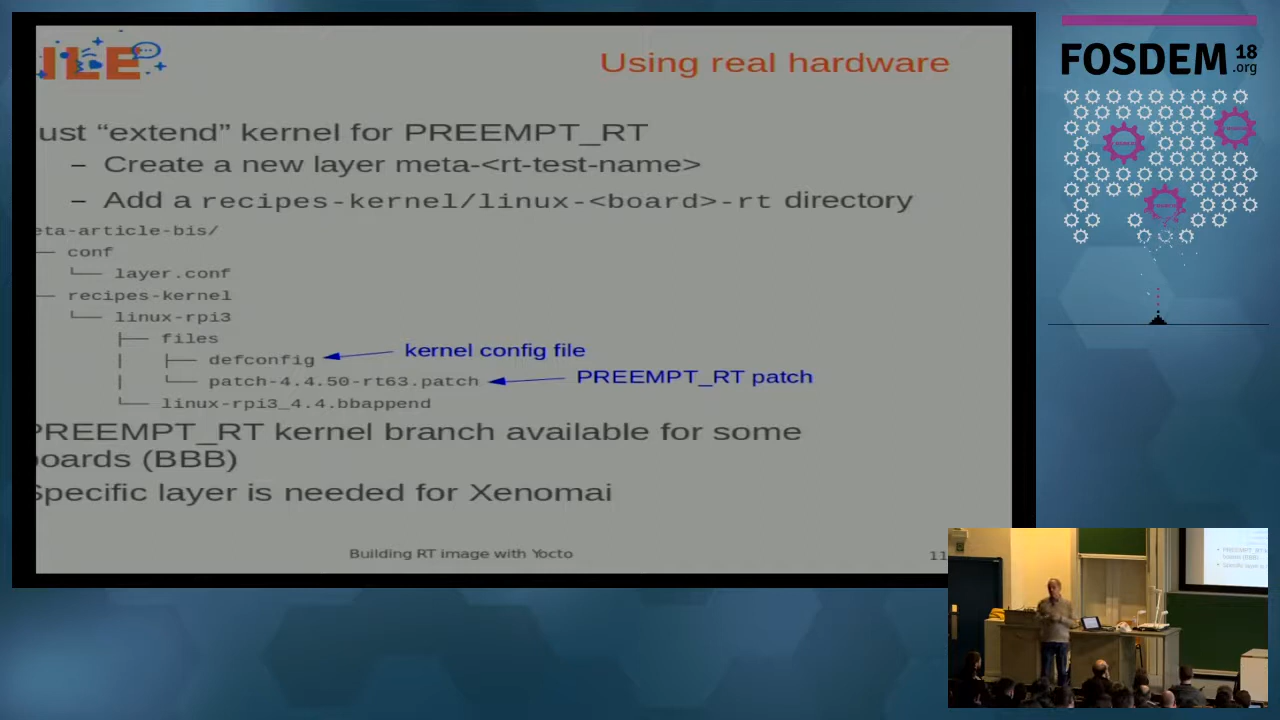 ILE
Using real hardware
ust “extend” kernel for PREEMPT_RT
– Create a new layer meta-<rt-test-name>
– Add a recipes-kernel/linux-<board>-rt directory
eta-article-bis/
── conf
└── layer.conf
── recipes-kernel
└── linux-rpi3
├── files
│ ├── defconfig
kernel config file
│ └── patch-4.4.50-rt63.patch
PREEMPT_RT patch
└── linux-rpi3_4.4.bbappend
PREEMPT_RT kernel branch available for some
boards (BBB)
Specific layer is needed for Xenomai
Building RT image with Yocto
11
FOSDEM 18
.org